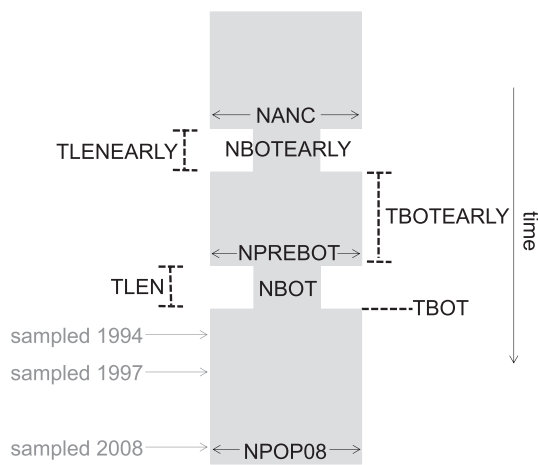 NANC
TLENEARLY
NBOTEARLY
TBOTEARLY
time
NPREBOT
TLEN
NBOT
TBOT
sampled 1994
sampled 1997
sampled 2008
NPOP08